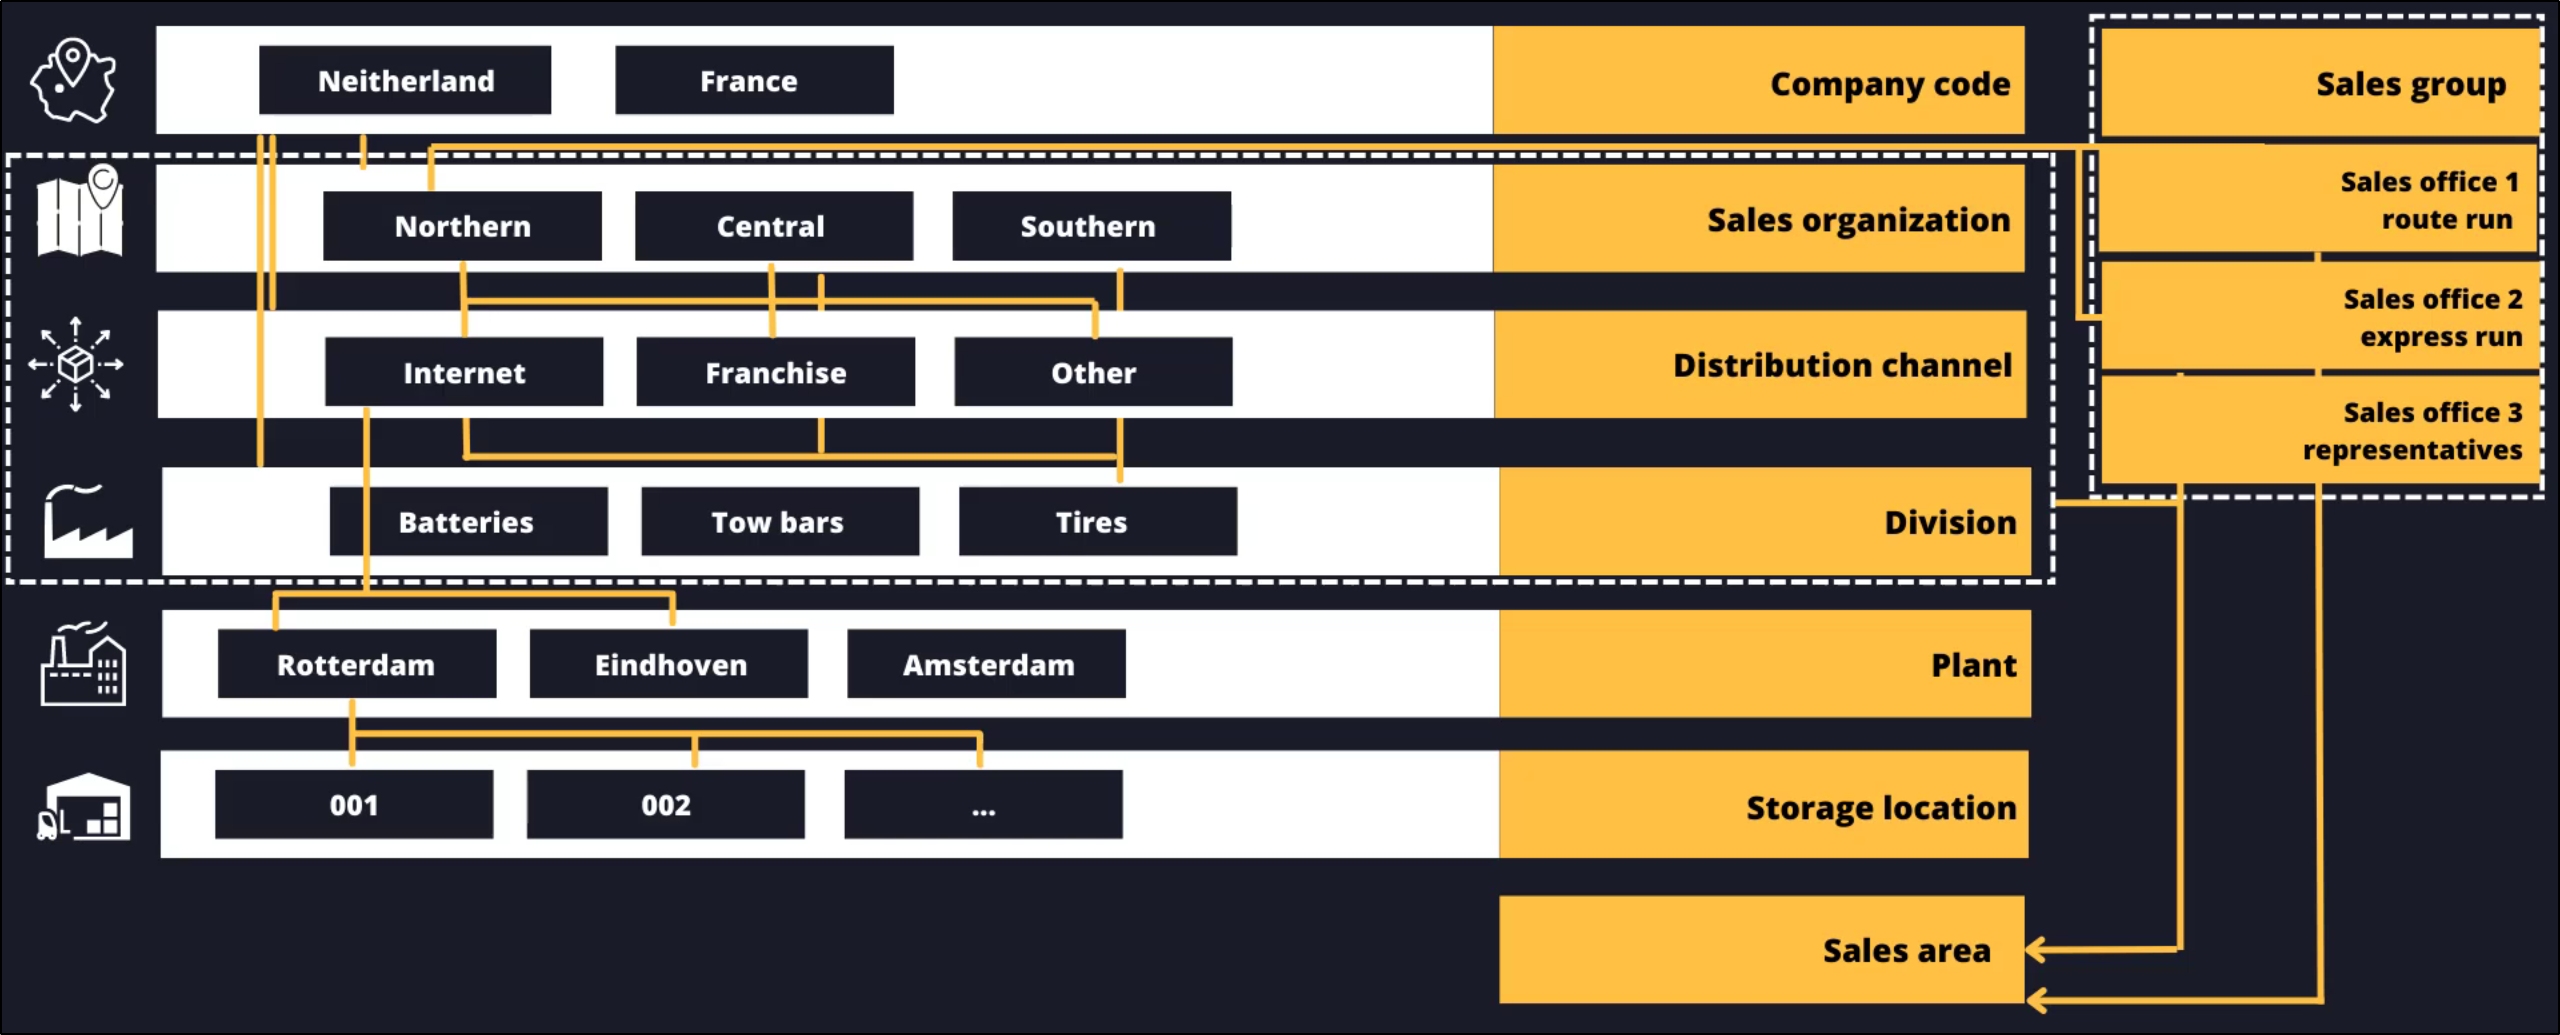 Neitherland
France
Company code
Sales group
Northern
Central
Southern
Sales organization
Sales office 1
route run
Internet
Franchise
Other
Distribution channel
Sales office 2
express run
Batteries
Tow bars
Tires
Division
Sales office 3
representatives
Rotterdam
Eindhoven
Amsterdam
Plant
001
002
...
Storage location
Sales area